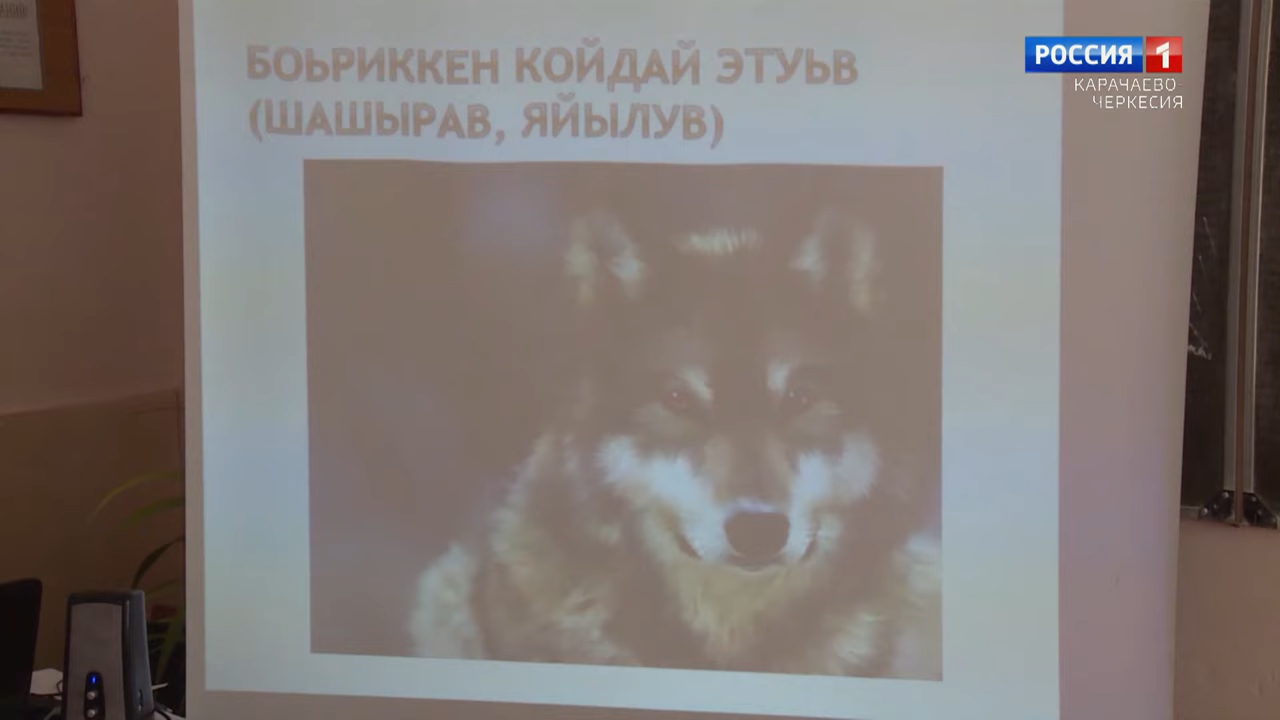 БОЬРИККЕН КОЙДАЙ ЭТУЬВ
(ШАШЫРАВ, ЯЙЫЛУВ)
РОССИЯ 1
КАРАЧАЕВО-
ЧЕРКЕСИЯ